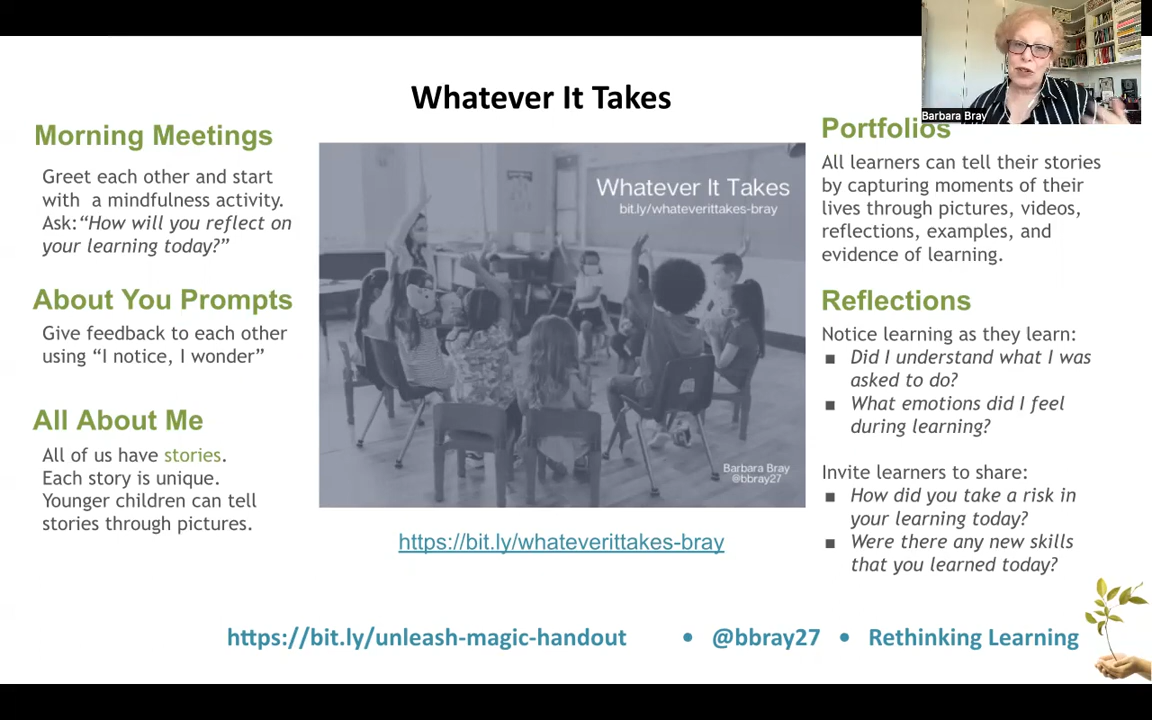 Whatever It Takes
Barbara Bray
Morning Meetings
Greet each other and start
with a mindfulness activity.
Ask:“How will you reflect on
your learning today?”
About You Prompts
Give feedback to each other
using “I notice, I wonder”
All About Me
All of us have stories.
Each story is unique.
Younger children can tell
stories through pictures.
Whatever It Takes
bit.ly/whateverittakes-bray
Barbara Bray
@bbray27
https://bit.ly/whateverittakes-bray
Portfolios
All learners can tell their stories
by capturing moments of their
lives through pictures, videos,
reflections, examples, and
evidence of learning.
Reflections
Notice learning as they learn:
▪ Did I understand what I was
asked to do?
▪ What emotions did I feel
during learning?
Invite learners to share:
▪ How did you take a risk in
your learning today?
▪ Were there any new skills
that you learned today?
https://bit.ly/unleash-magic-handout • @bbray27 • Rethinking Learning